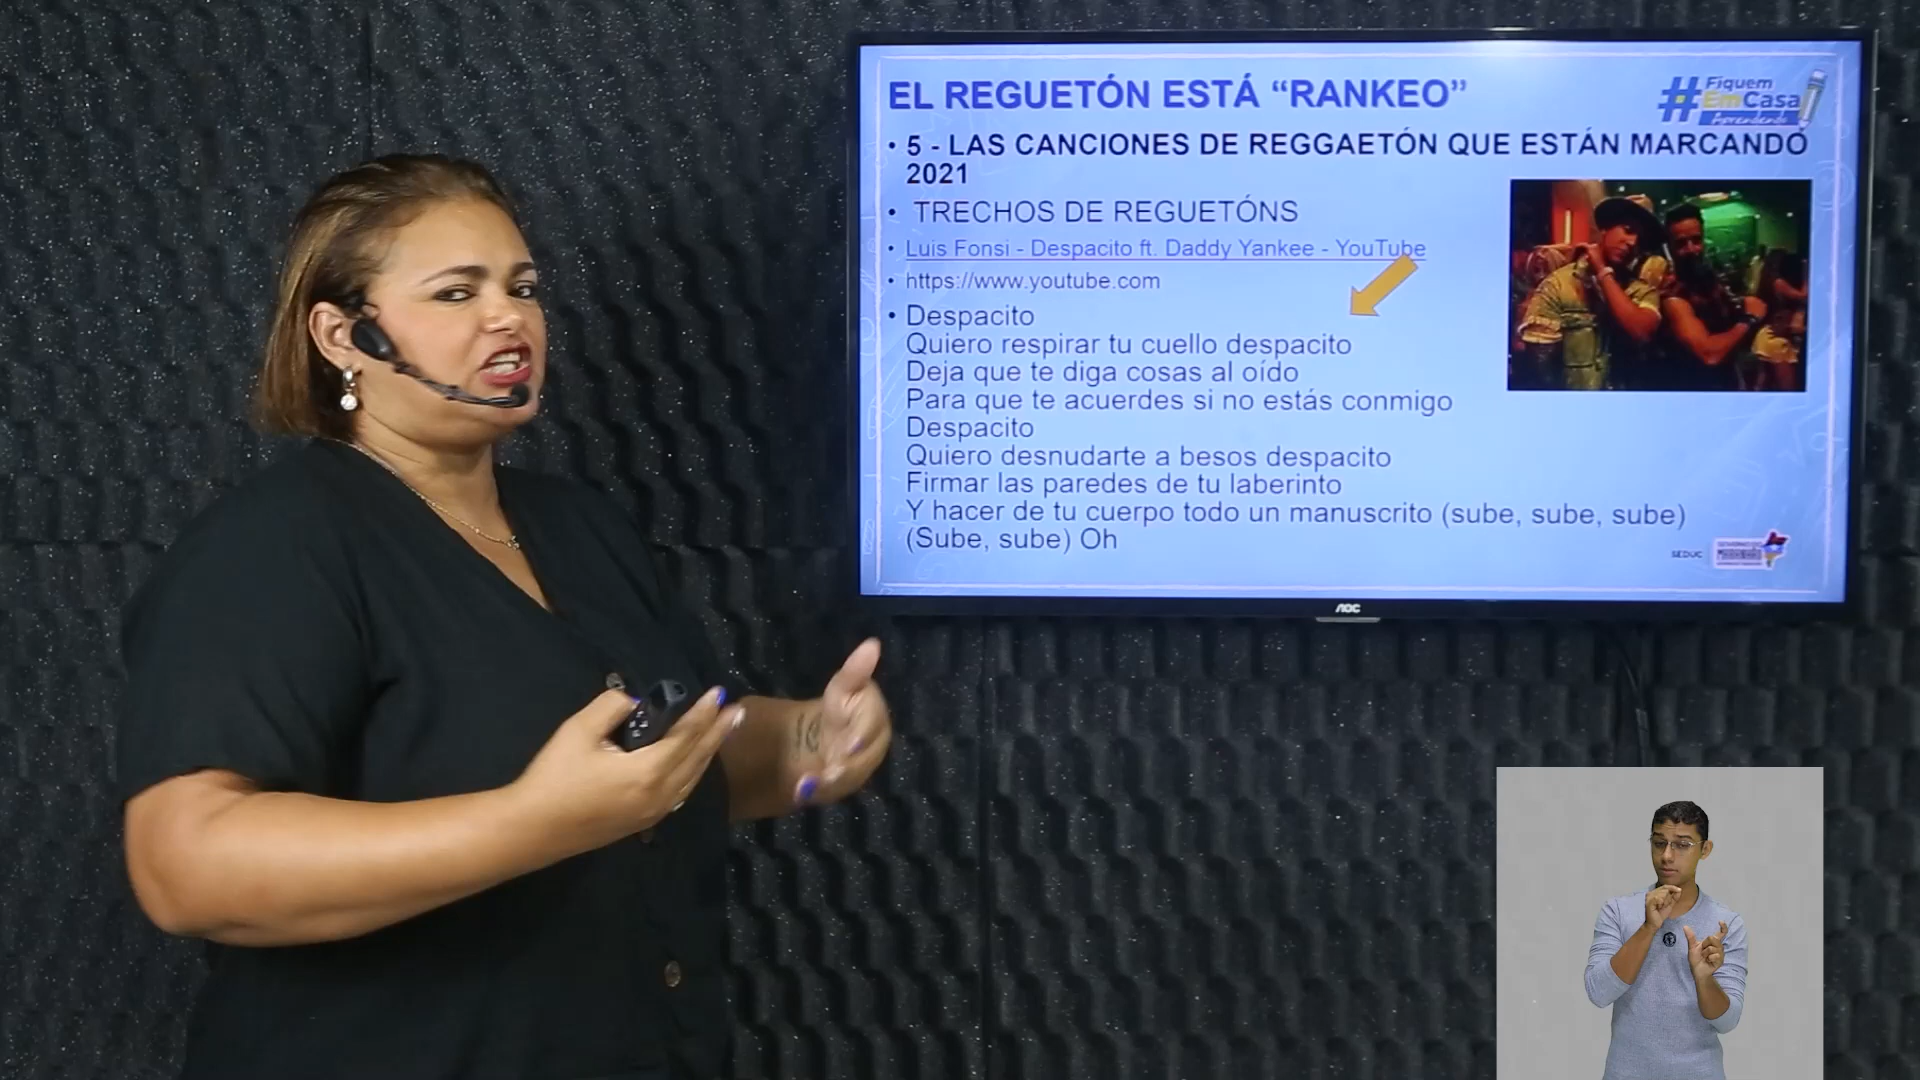 EL REGUETÓN ESTÁ “RANKEO”
#Fiquem
EmCasa
Aprendendo
• 5 - LAS CANCIONES DE REGGAETÓN QUE ESTÁN MARCANDO
2021
• TRECHOS DE REGUETÓNS
• Luis Fonsi - Despacito ft. Daddy Yankee - YouTube
• https://www.youtube.com
• Despacito
Quiero respirar tu cuello despacito
Deja que te diga cosas al oído
Para que te acuerdes si no estás conmigo
Despacito
Quiero desnudarte a besos despacito
Firmar las paredes de tu laberinto
Y hacer de tu cuerpo todo un manuscrito (sube, sube, sube)
(Sube, sube) Oh
SEDUC
AOC